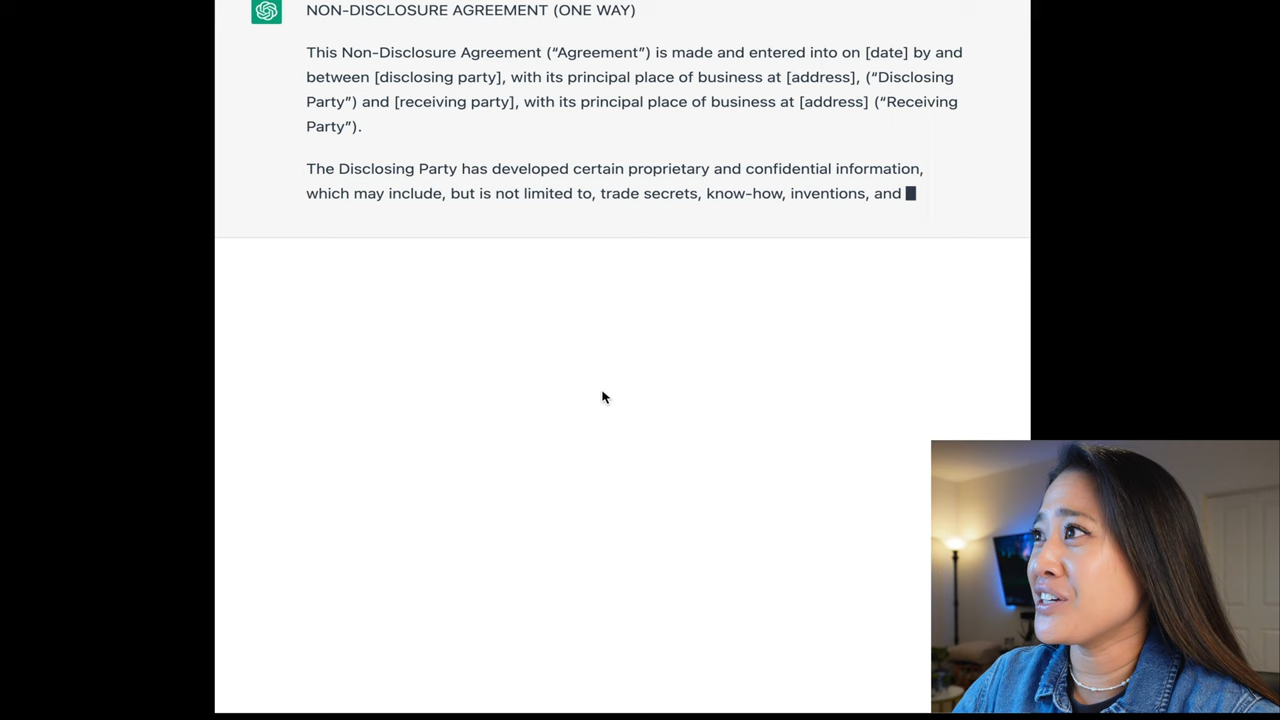 NON-DISCLOSURE AGREEMENT (ONE WAY)
This Non-Disclosure Agreement (“Agreement”) is made and entered into on [date] by and
between [disclosing party], with its principal place of business at [address], (“Disclosing
Party”) and [receiving party], with its principal place of business at [address] (“Receiving
Party”).
The Disclosing Party has developed certain proprietary and confidential information,
which may include, but is not limited to, trade secrets, know-how, inventions, and